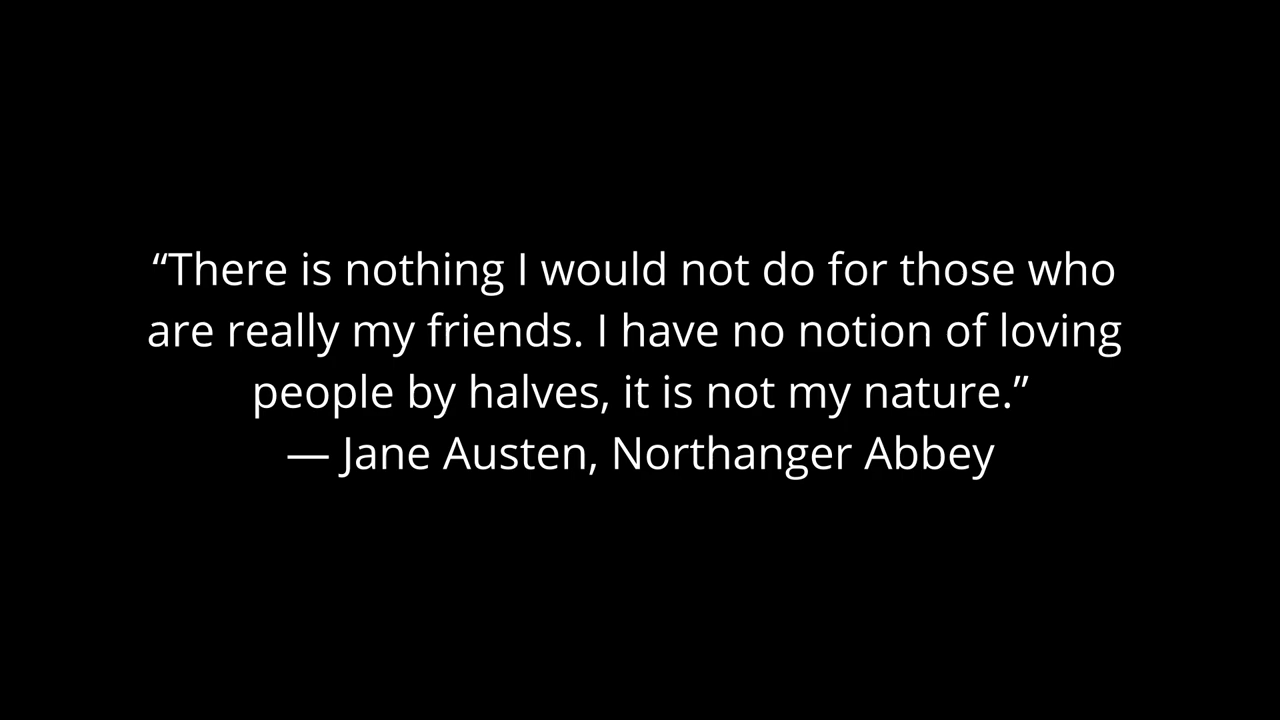 “There is nothing I would not do for those who
are really my friends. I have no notion of loving
people by halves, it is not my nature.”
— Jane Austen, Northanger Abbey